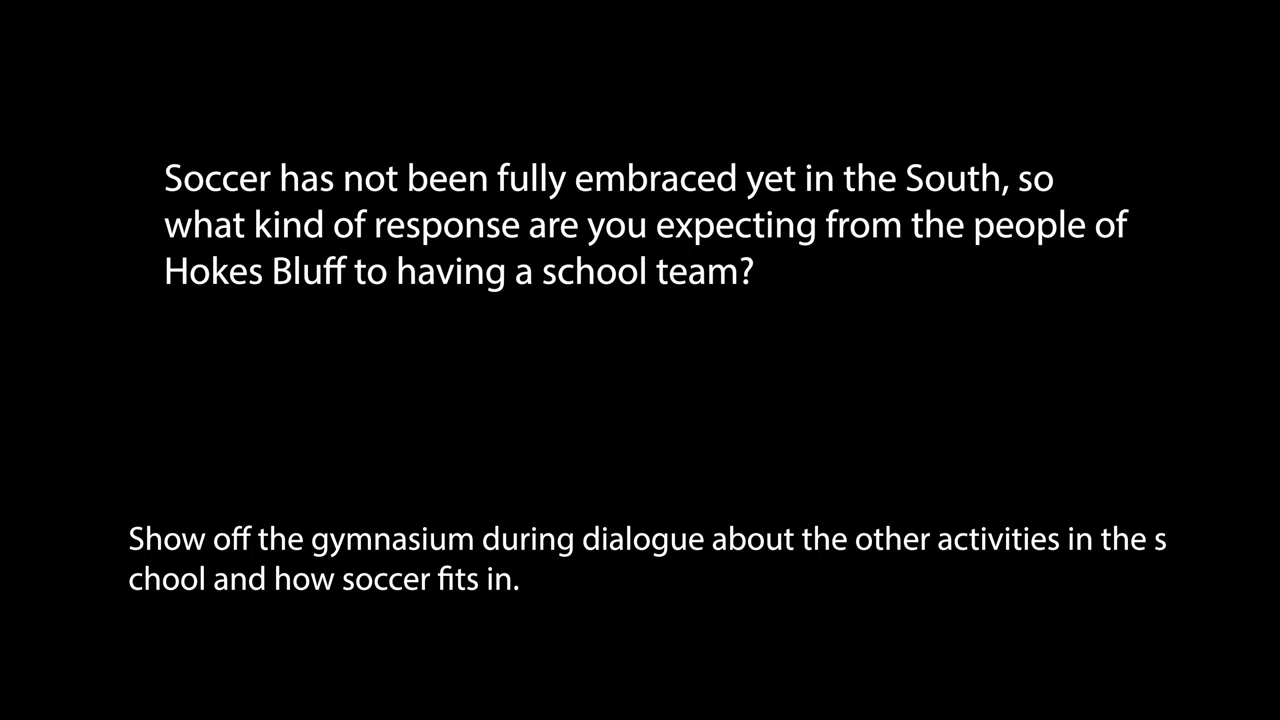 Soccer has not been fully embraced yet in the South, so
what kind of response are you expecting from the people of
Hokes Bluff to having a school team?
Show off the gymnasium during dialogue about the other activities in the s
chool and how soccer fits in.